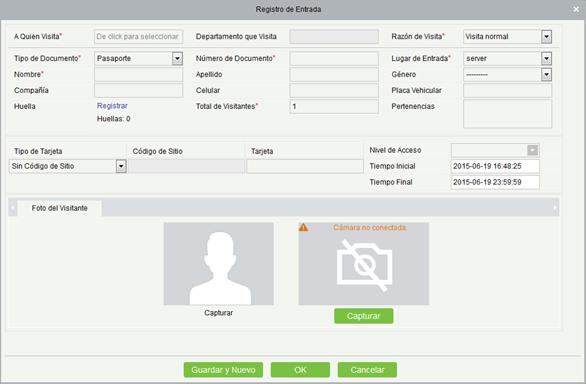 Registro de Entrada
A Quien Visita* De click para seleccionar Departamento que Visita Razón de Visita* Visita normal
Tipo de Documento* Pasaporte Número de Documento* Lugar de Entrada* server
Nombre* Apellido Género ---------
Compañía Celular Placa Vehicular
Huella Registrar Total de Visitantes* 1 Pertenencias
Huellas: 0
Tipo de Tarjeta Código de Sitio Tarjeta Nivel de Acceso
Sin Código de Sitio Tiempo Inicial 2015-06-19 16:48:25
Tiempo Final 2015-06-19 23:59:59
Foto del Visitante
Cámara no conectada.
Capturar Capturar
Guardar y Nuevo OK Cancelar